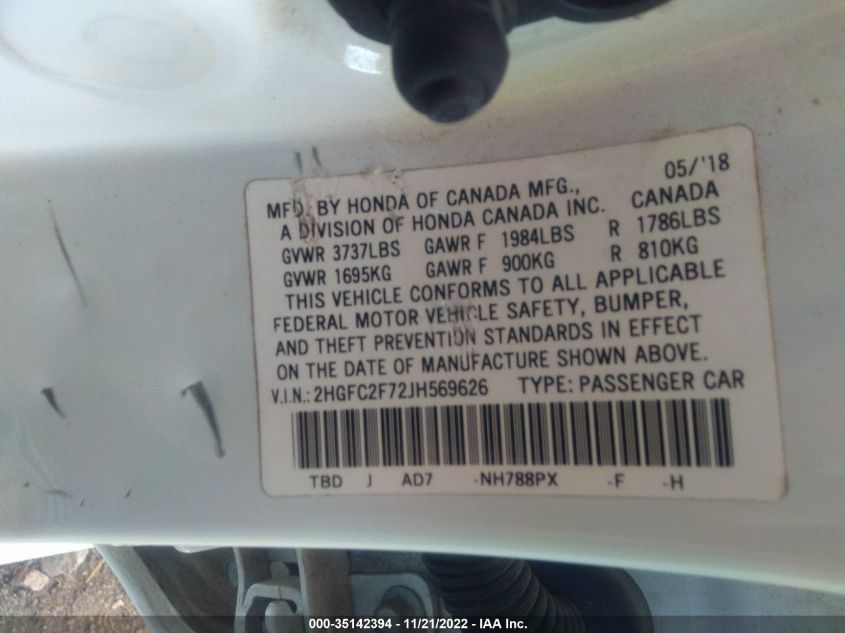 05/'18
MFD. BY HONDA OF CANADA MFG., CANADA
A DIVISION OF HONDA CANADA INC.
GVWR 3737LBS GAWR F 1984LBS R 1786LBS
GVWR 1695KG GAWR F 900KG R 810KG
THIS VEHICLE CONFORMS TO ALL APPLICABLE
FEDERAL MOTOR VEHICLE SAFETY, BUMPER,
AND THEFT PREVENTION STANDARDS IN EFFECT
ON THE DATE OF MANUFACTURE SHOWN ABOVE.
V.I.N.: 2HGFC2F72JH569626 TYPE: PASSENGER CAR
TBD J AD7 -NH788PX -F -H
000-35142394 - 11/21/2022 - IAA Inc.